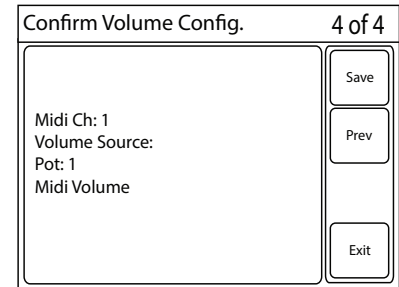 Confirm Volume Config. 4 of 4
Save
Midi Ch: 1
Volume Source:
Pot: 1
Midi Volume
Prev
Exit